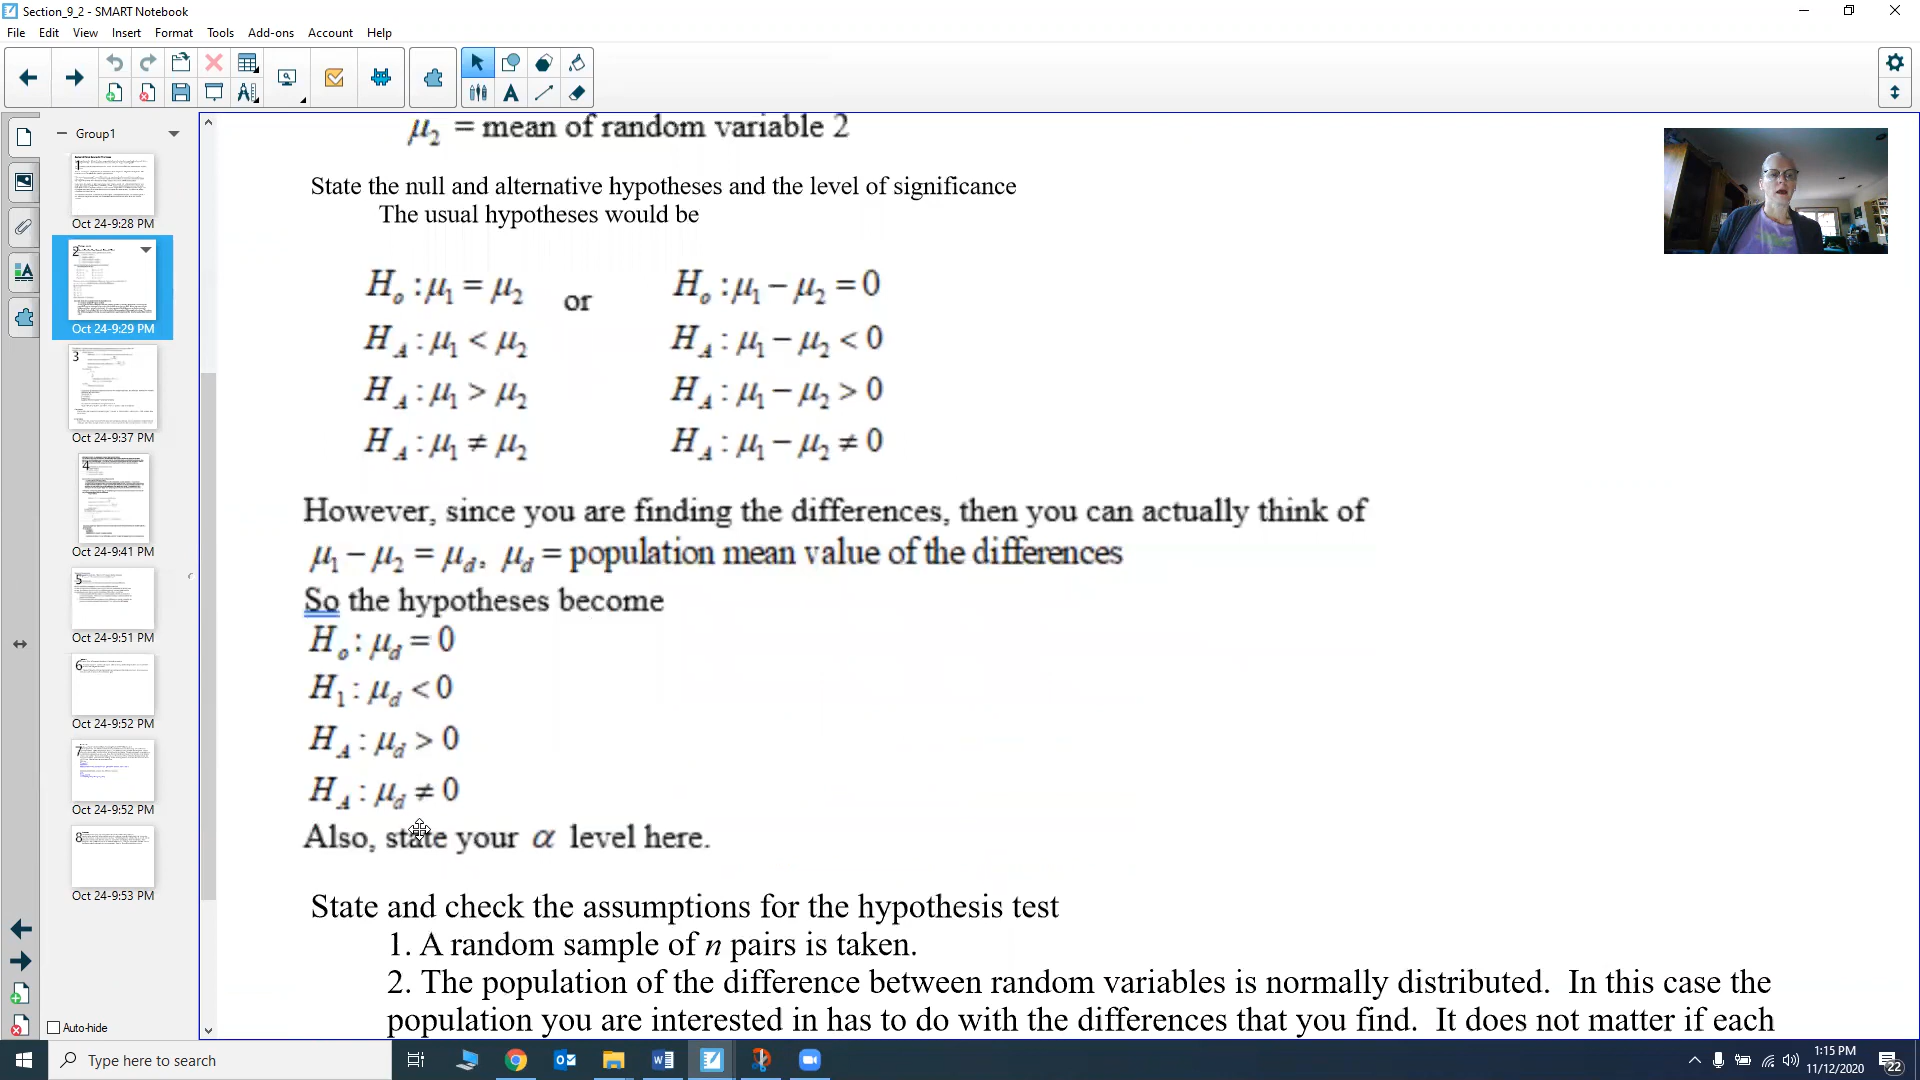 Section_9_2 - SMART Notebook
File Edit View Insert Format Tools Add-ons Account Help
Group1
1
Oct 24-9:28 PM
2
Oct 24-9:29 PM
3
Oct 24-9:37 PM
4
Oct 24-9:41 PM
5
Oct 24-9:51 PM
6
Oct 24-9:52 PM
7
Oct 24-9:52 PM
8
Oct 24-9:53 PM
Auto-hide
μ₂ = mean of random variable 2
State the null and alternative hypotheses and the level of significance
The usual hypotheses would be
Hₒ : μ₁ = μ₂ or Hₒ : μ₁ − μ₂ = 0
H_A : μ₁ < μ₂ H_A : μ₁ − μ₂ < 0
H_A : μ₁ > μ₂ H_A : μ₁ − μ₂ > 0
H_A : μ₁ ≠ μ₂ H_A : μ₁ − μ₂ ≠ 0
However, since you are finding the differences, then you can actually think of
μ₁ − μ₂ = μ_d, μ_d = population mean value of the differences
So the hypotheses become
Hₒ : μ_d = 0
H₁ : μ_d < 0
H_A : μ_d > 0
H_A : μ_d ≠ 0
Also, state your α level here.
State and check the assumptions for the hypothesis test
1. A random sample of n pairs is taken.
2. The population of the difference between random variables is normally distributed. In this case the
population you are interested in has to do with the differences that you find. It does not matter if each
Type here to search
1:15 PM
11/12/2020
22